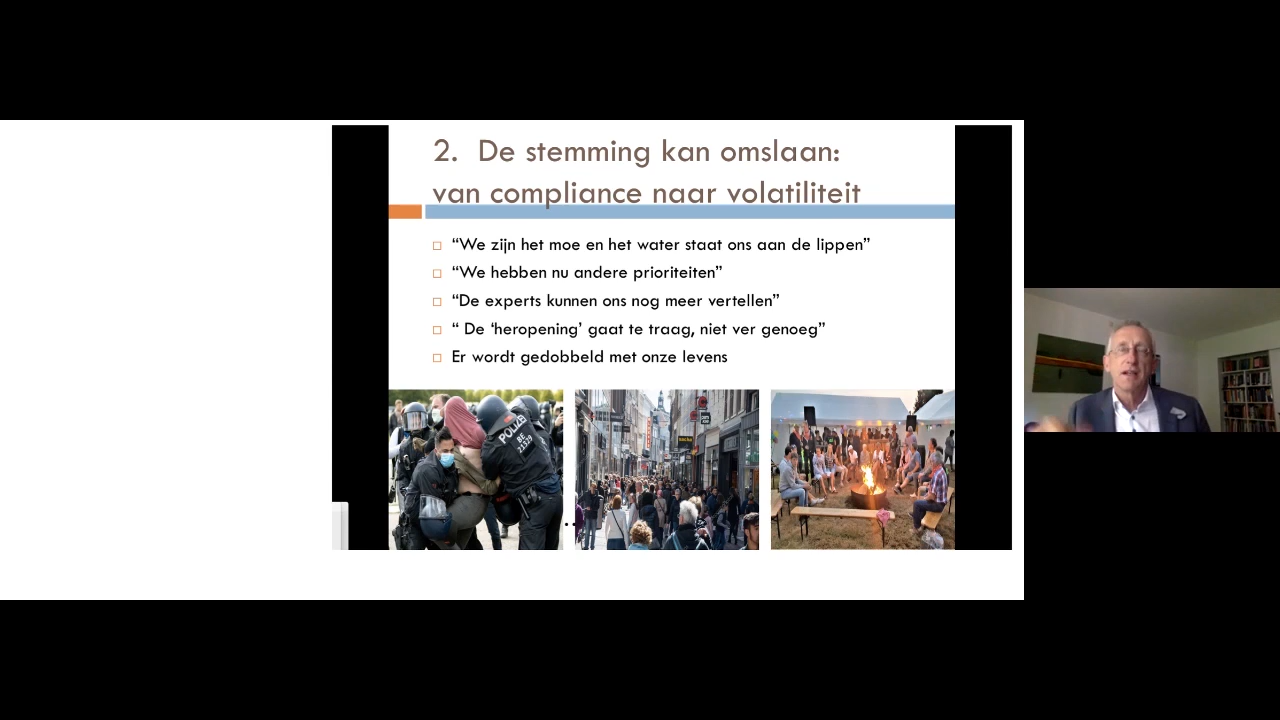 2. De stemming kan omslaan:
van compliance naar volatiliteit
“We zijn het moe en het water staat ons aan de lippen”
“We hebben nu andere prioriteiten”
“De experts kunnen ons nog meer vertellen”
“ De ‘heropening’ gaat te traag, niet ver genoeg”
Er wordt gedobbeld met onze levens
POLIZEI